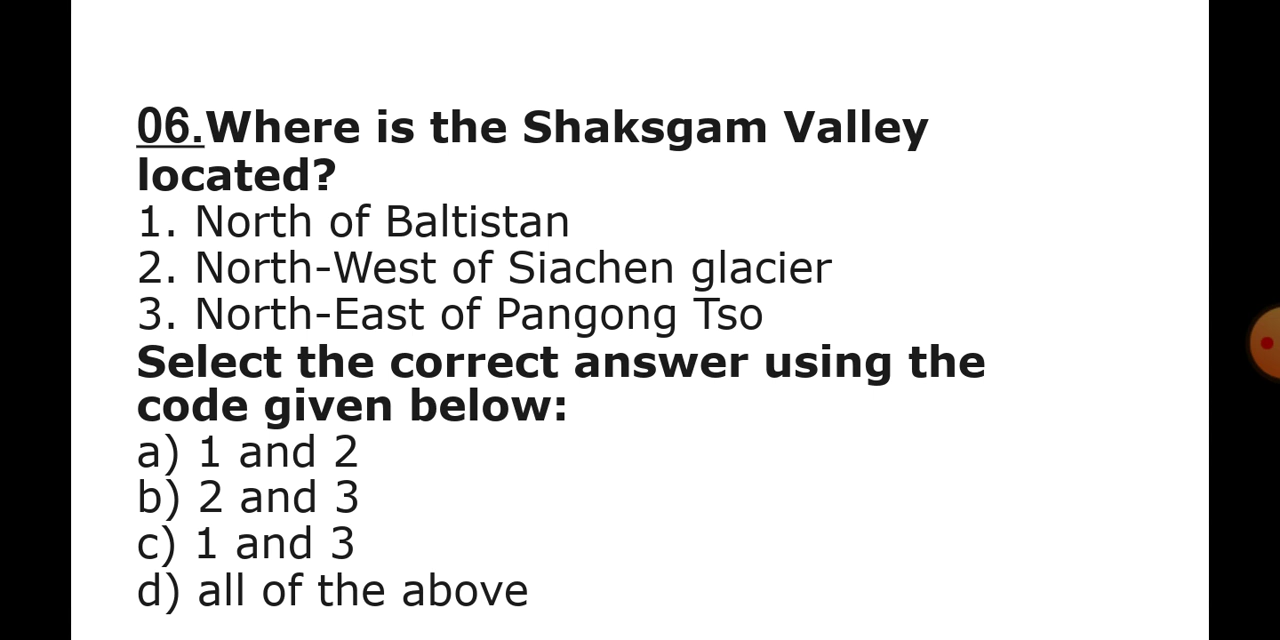 06.Where is the Shaksgam Valley
located?
1. North of Baltistan
2. North-West of Siachen glacier
3. North-East of Pangong Tso
Select the correct answer using the
code given below:
a) 1 and 2
b) 2 and 3
c) 1 and 3
d) all of the above